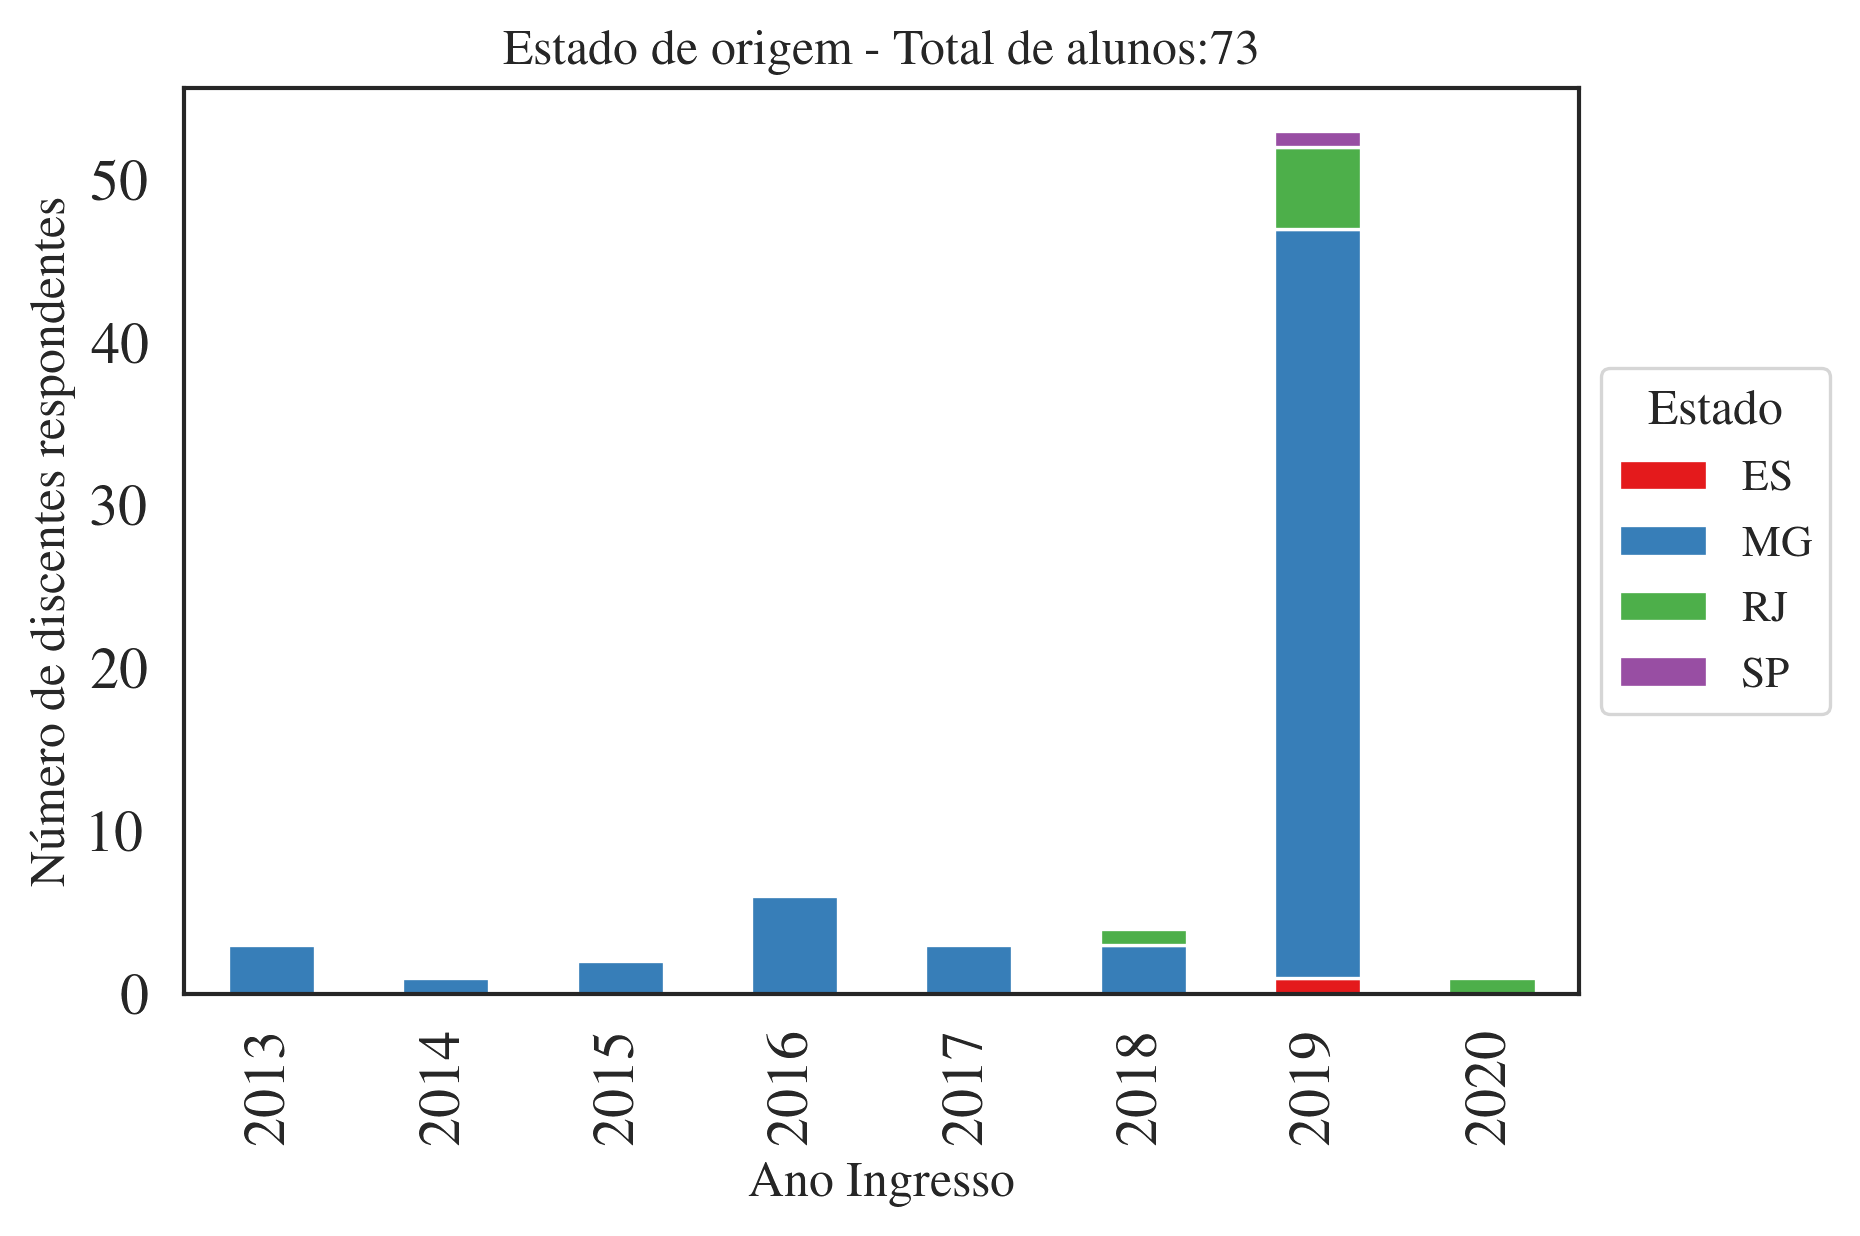 Estado de origem - Total de alunos:73
Número de discentes respondentes
50
40
30
20
10
0
2013
2014
2015
2016
2017
2018
2019
2020
Ano Ingresso
Estado
ES
MG
RJ
SP